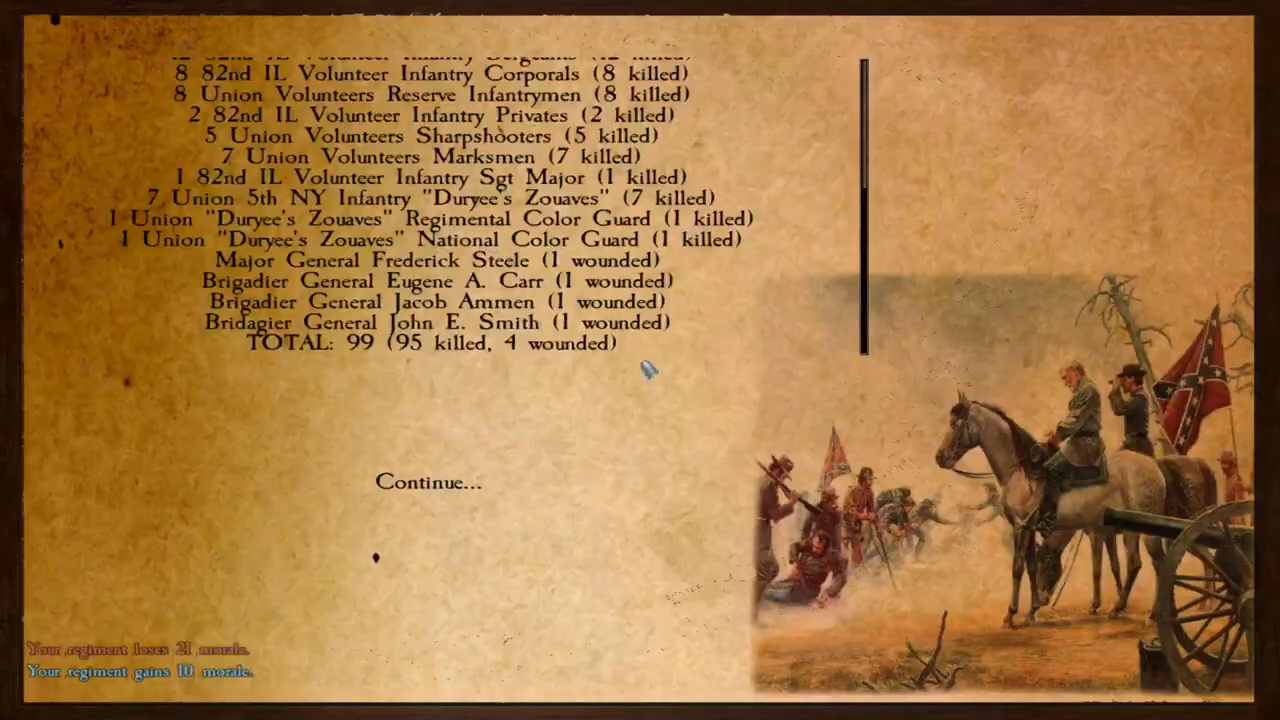 8 82nd IL Volunteer Infantry Corporals (8 killed)
8 Union Volunteers Reserve Infantrymen (8 killed)
2 82nd IL Volunteer Infantry Privates (2 killed)
5 Union Volunteers Sharpshooters (5 killed)
7 Union Volunteers Marksmen (7 killed)
1 82nd IL Volunteer Infantry Sgt Major (1 killed)
7 Union 5th NY Infantry "Duryee's Zouaves" (7 killed)
1 Union "Duryee's Zouaves" Regimental Color Guard (1 killed)
1 Union "Duryee's Zouaves" National Color Guard (1 killed)
Major General Frederick Steele (1 wounded)
Brigadier General Eugene A. Carr (1 wounded)
Brigadier General Jacob Ammen (1 wounded)
Bridagier General John E. Smith (1 wounded)
TOTAL: 99 (95 killed, 4 wounded)
Continue...
Your regiment loses 21 morale.
Your regiment gains 10 morale.